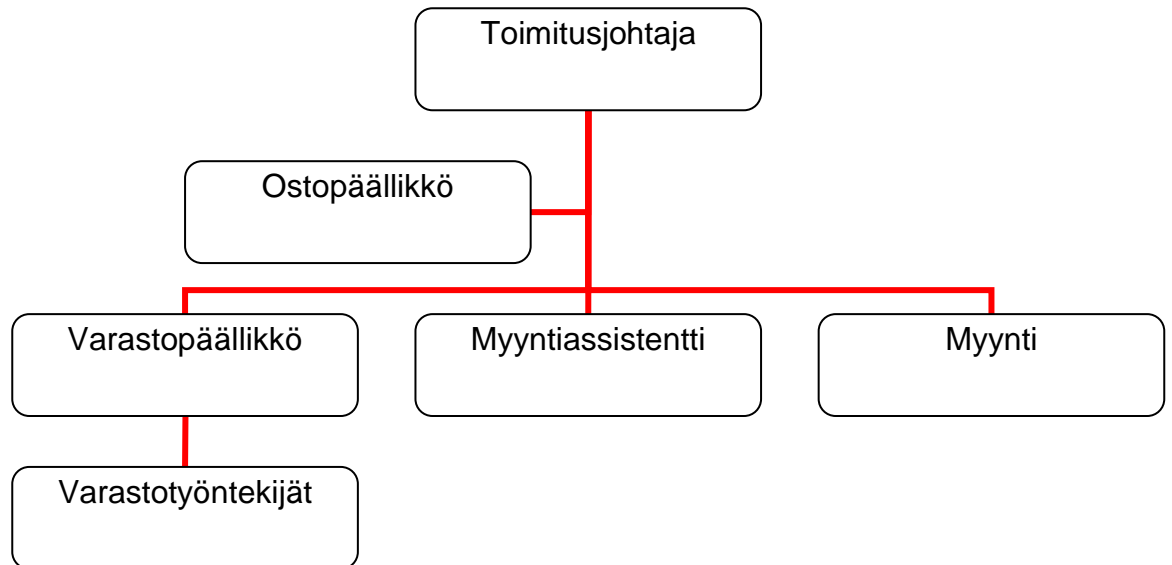 Toimitusjohtaja
Ostopäällikkö
Varastopäällikkö
Myyntiassistentti
Myynti
Varastotyöntekijät